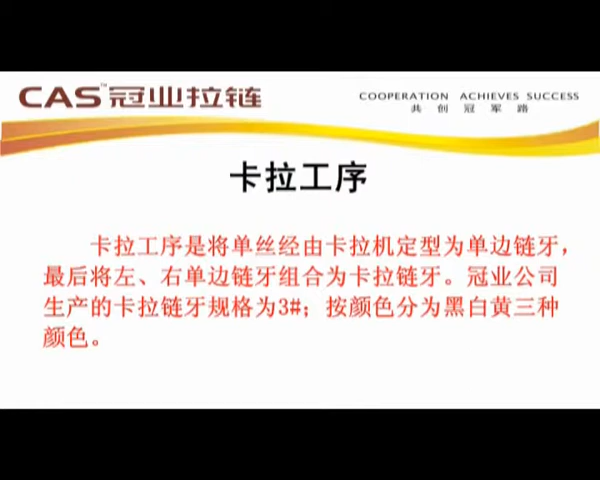 CAS™冠业拉链
COOPERATION ACHIEVES SUCCESS
共创冠军路
卡拉工序
卡拉工序是将单丝经由卡拉机定型为单边链牙，
最后将左、右单边链牙组合为卡拉链牙。冠业公司
生产的卡拉链牙规格为3#；按颜色分为黑白黄三种
颜色。